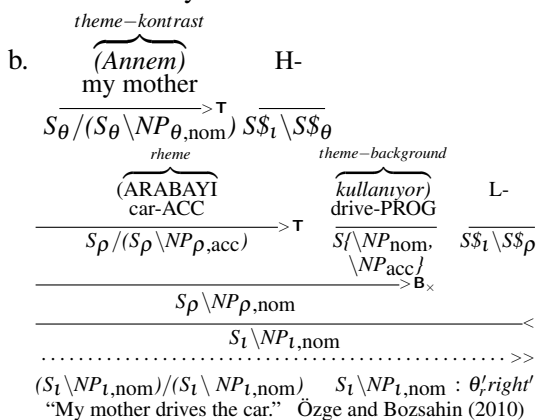 theme−kontrast
b. (Annem) H-
my mother
>T
Sθ/(Sθ\NPθ,nom) S$ι\S$θ
rheme theme−background
(ARABAYI kullanıyor) L-
car-ACC drive-PROG
>T
Sρ/(Sρ\NPρ,acc) S{\NPnom, S$ι\S$ρ
\NPacc}
>B×
Sρ\NPρ,nom
<
Sι\NPι,nom
>>
(Sι\NPι,nom)/(Sι\ NPι,nom) Sι\NPι,nom : θ′r right′
“My mother drives the car.” Özge and Bozsahin (2010)